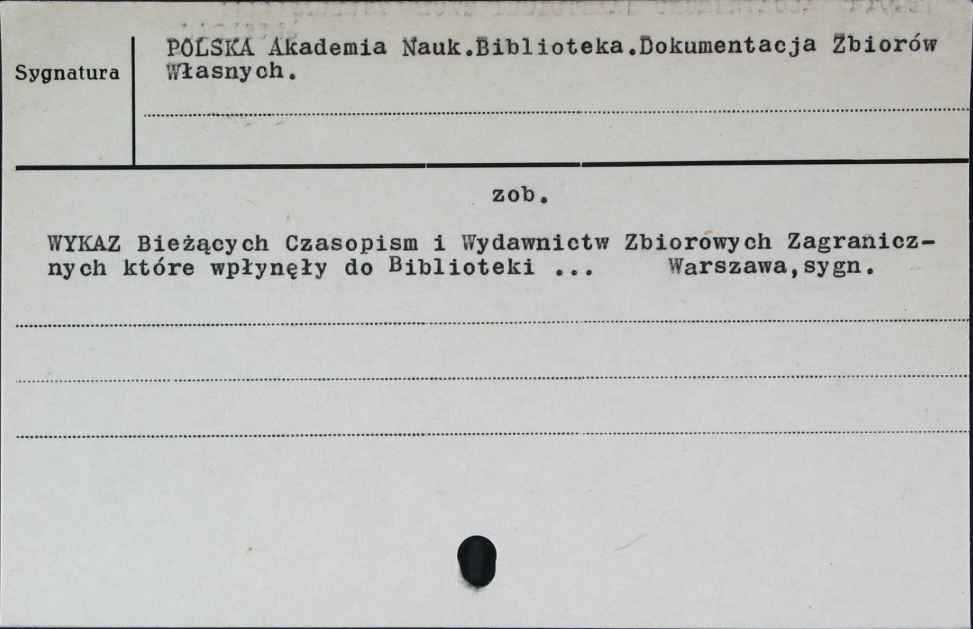 POLSKA Akademia Nauk.Biblioteka.Dokumentacja Zbiorów
Sygnatura
Własnych.
zob.
WYKAZ Bieżących Czasopism i Wydawnictw Zbiorowych Zagranicz-
nych które wpłynęły do Biblioteki ... Warszawa,sygn.